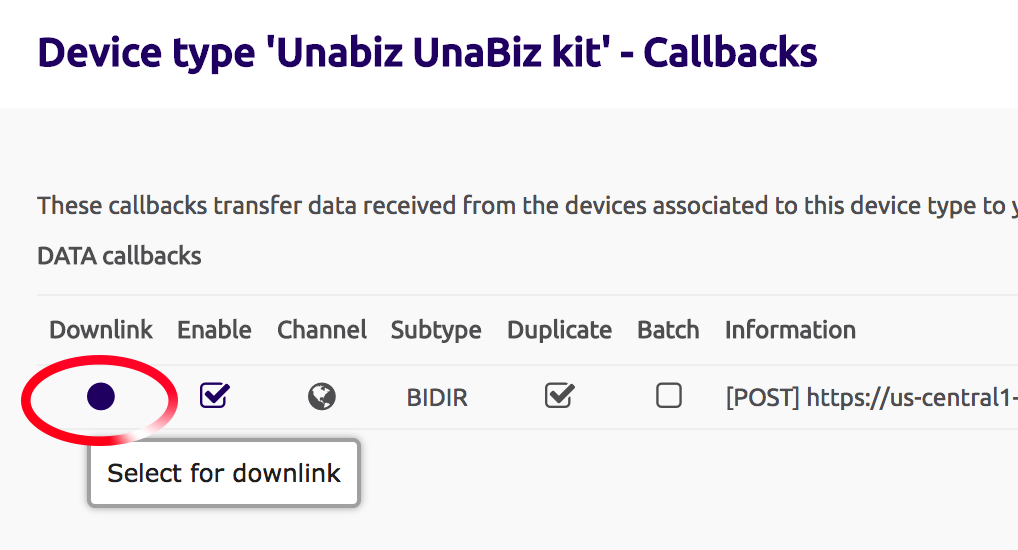 Device type 'Unabiz UnaBiz kit' - Callbacks
These callbacks transfer data received from the devices associated to this device type to
DATA callbacks
Downlink Enable Channel Subtype Duplicate Batch Information
BIDIR [POST] https://us-central1-
Select for downlink